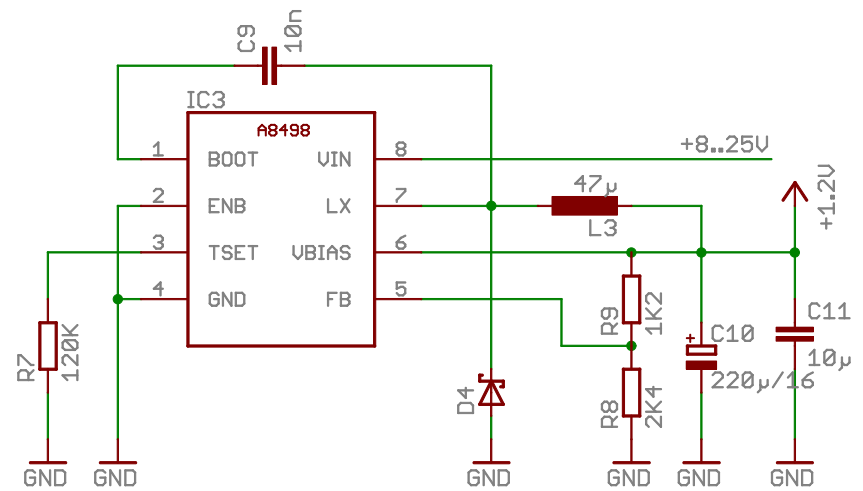 C9
10n
IC3
A8498
1
BOOT
VIN
8
+8..25V
2
ENB
LX
7
47µ
L3
+1.2V
3
TSET
VBIAS
6
4
GND
FB
5
R7
120K
R9
1K2
C10
220µ/16
C11
10µ
D4
R8
2K4
GND
GND
GND
GND
GND
GND